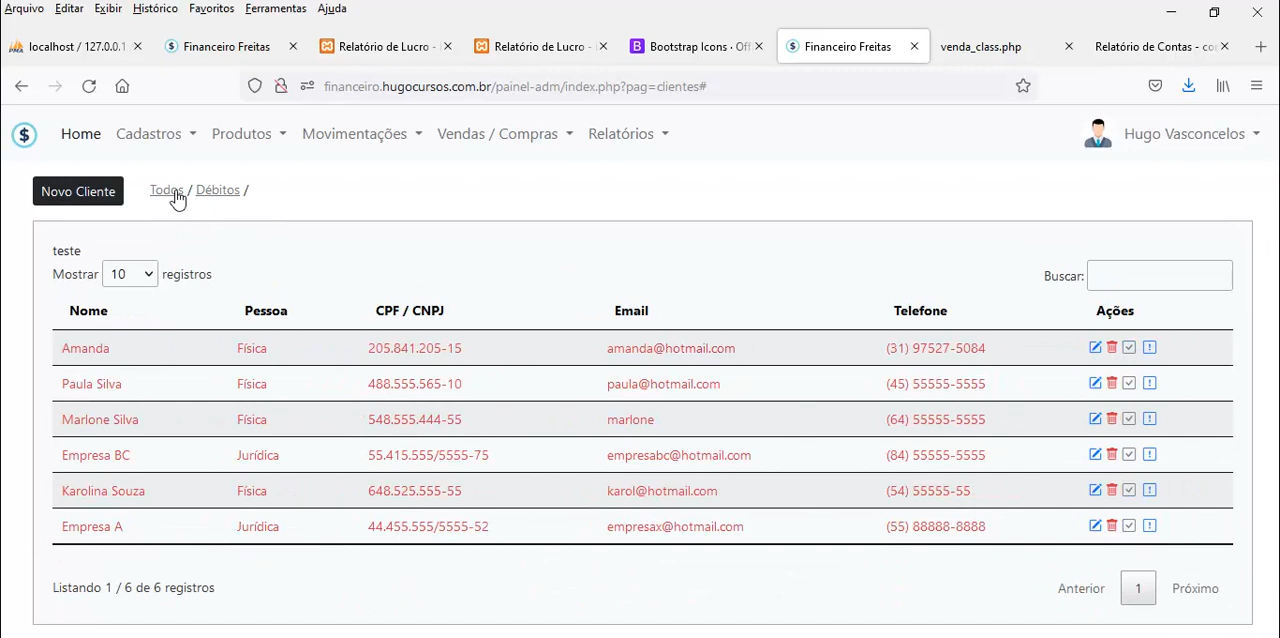 Arquivo Editar Exibir Histórico Favoritos Ferramentas Ajuda
localhost / 127.0.0.1 Financeiro Freitas Relatório de Lucro - Relatório de Lucro - Bootstrap Icons · Offi Financeiro Freitas venda_class.php Relatório de Contas - co
financeiro.hugocursos.com.br/painel-adm/index.php?pag=clientes#
$ Home Cadastros Produtos Movimentações Vendas / Compras Relatórios Hugo Vasconcelos
Novo Cliente Todos / Débitos /
teste
Mostrar 10 registros Buscar:
Nome Pessoa CPF / CNPJ Email Telefone Ações
Amanda Física 205.841.205-15 amanda@hotmail.com (31) 97527-5084
Paula Silva Física 488.555.565-10 paula@hotmail.com (45) 55555-5555
Marlone Silva Física 548.555.444-55 marlone (64) 55555-5555
Empresa BC Jurídica 55.415.555/5555-75 empresabc@hotmail.com (84) 55555-5555
Karolina Souza Física 648.525.555-55 karol@hotmail.com (54) 55555-55
Empresa A Jurídica 44.455.555/5555-52 empresax@hotmail.com (55) 88888-8888
Listando 1 / 6 de 6 registros Anterior 1 Próximo